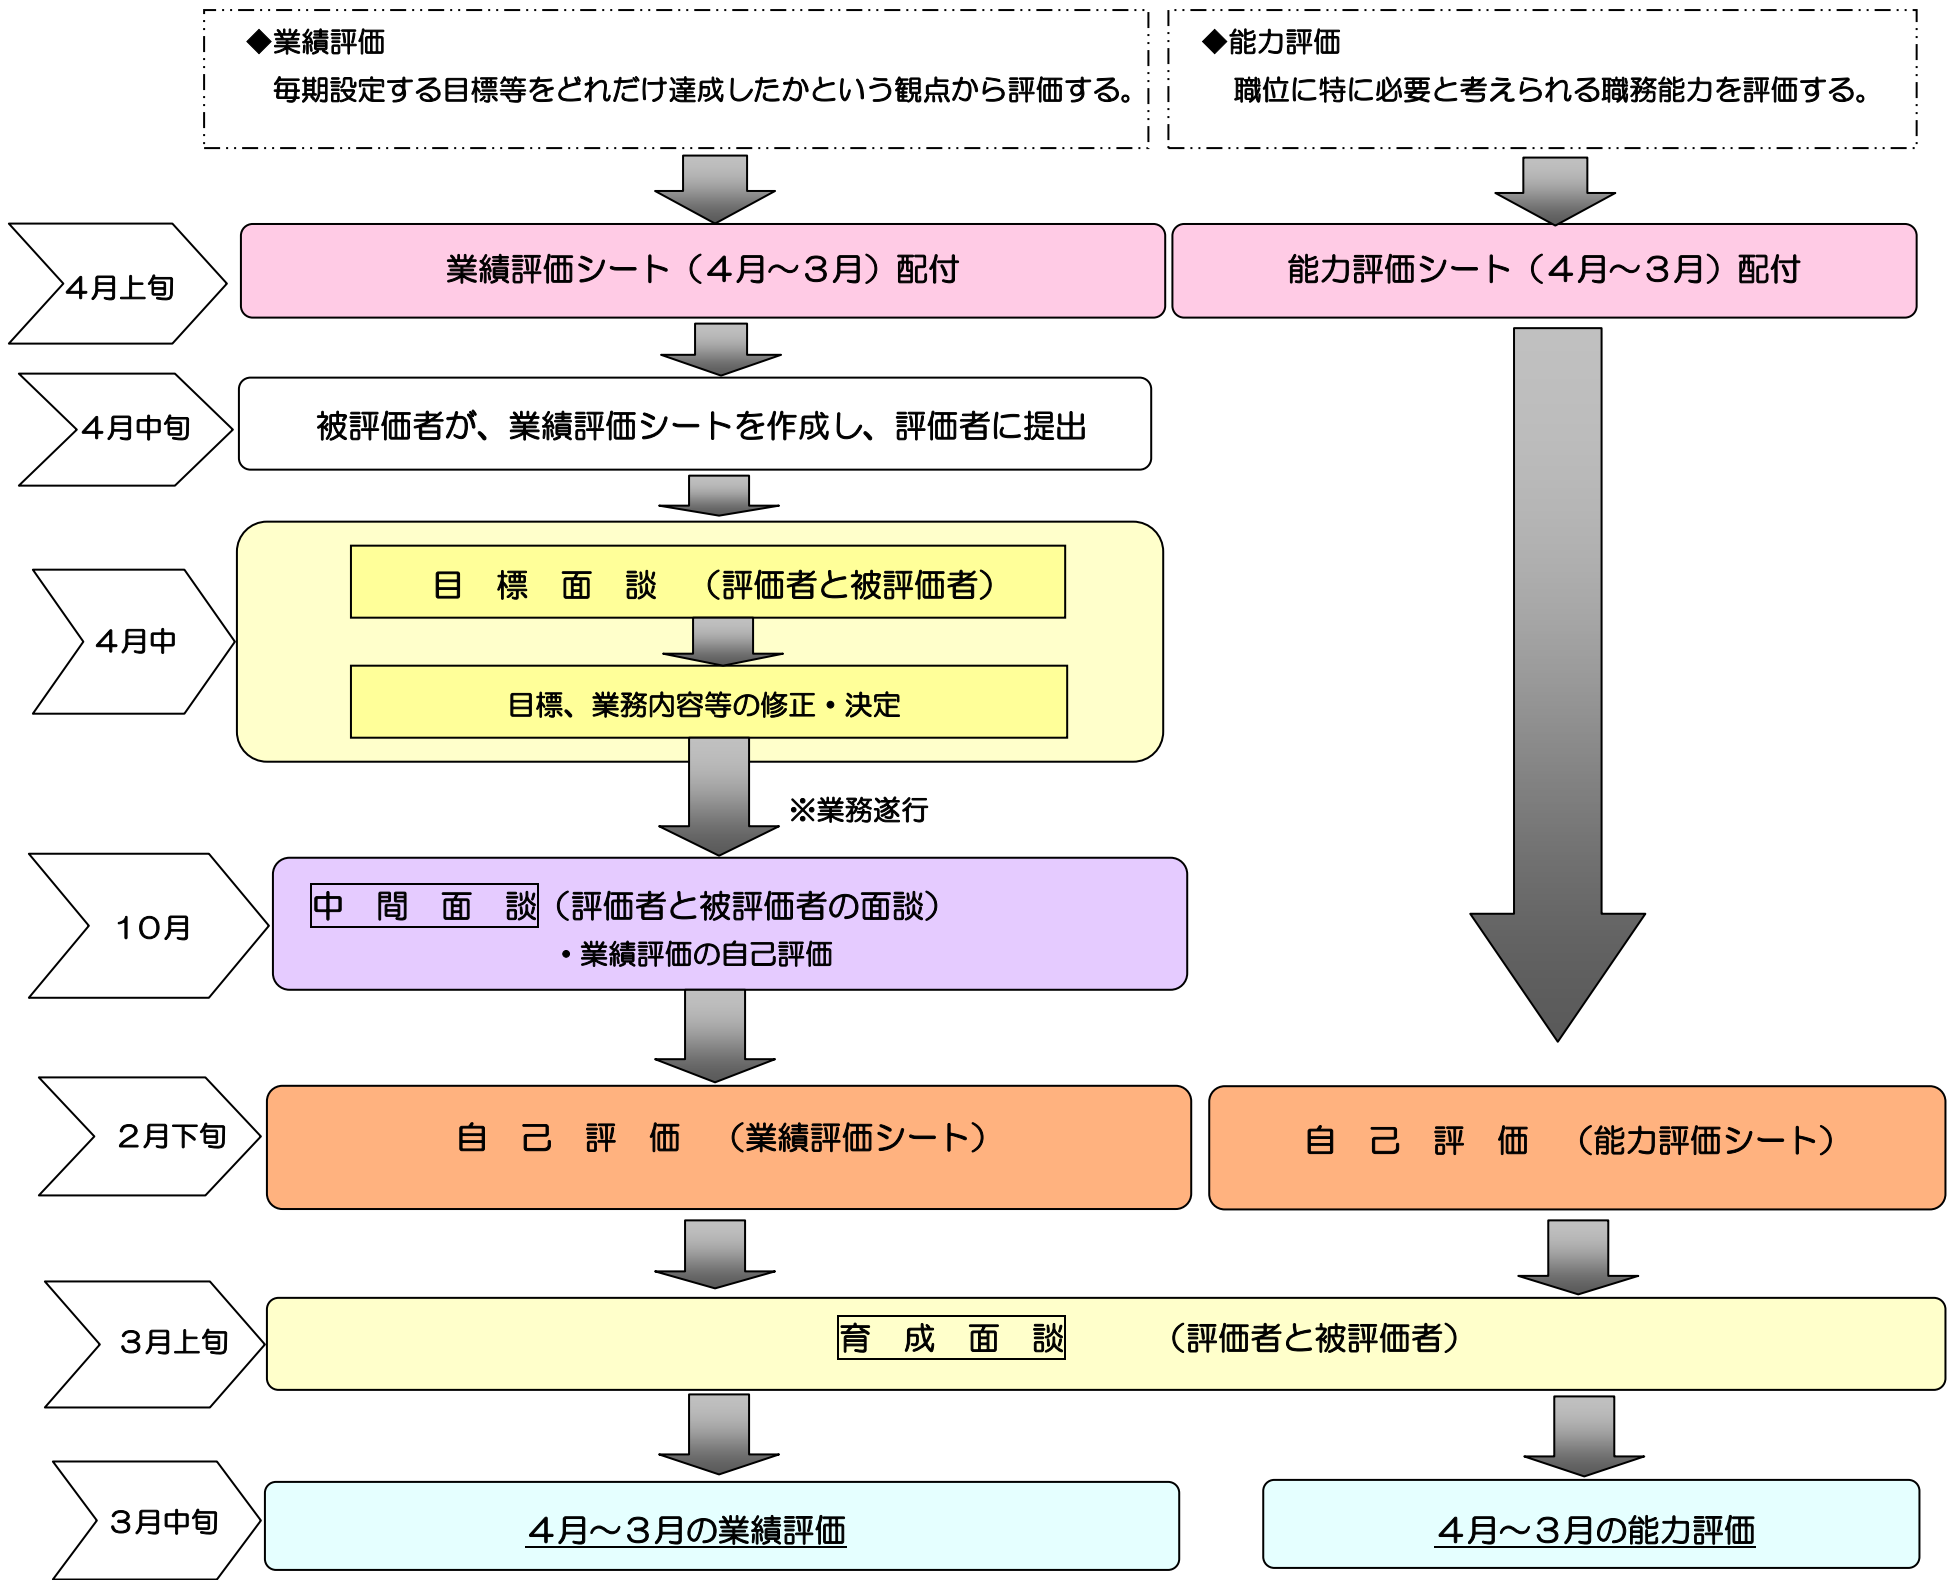 ◆業績評価
毎期設定する目標等をどれだけ達成したかという観点から評価する。
◆能力評価
職位に特に必要と考えられる職務能力を評価する。
４月上旬
業績評価シート（４月～３月）配付
能力評価シート（４月～３月）配付
４月中旬
被評価者が、業績評価シートを作成し、評価者に提出
４月中
目　標　面　談　（評価者と被評価者）
目標、業務内容等の修正・決定
※業務遂行
１０月
中　間　面　談（評価者と被評価者の面談）
・業績評価の自己評価
２月下旬
自　己　評　価　（業績評価シート）
自　己　評　価　（能力評価シート）
３月上旬
育　成　面　談　　　（評価者と被評価者）
３月中旬
４月～３月の業績評価
４月～３月の能力評価